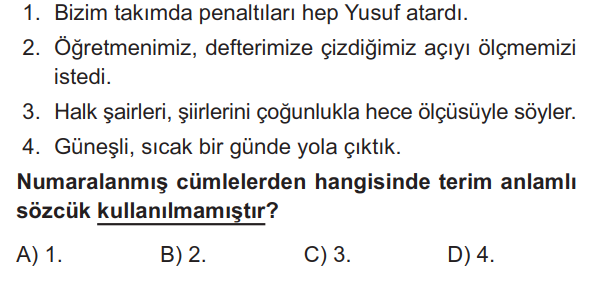 1. Bizim takımda penaltıları hep Yusuf atardı.
2. Öğretmenimiz, defterimize çizdiğimiz açıyı ölçmemizi
istedi.
3. Halk şairleri, şiirlerini çoğunlukla hece ölçüsüyle söyler.
4. Güneşli, sıcak bir günde yola çıktık.
Numaralanmış cümlelerden hangisinde terim anlamlı
sözcük kullanılmamıştır?
A) 1. B) 2. C) 3. D) 4.